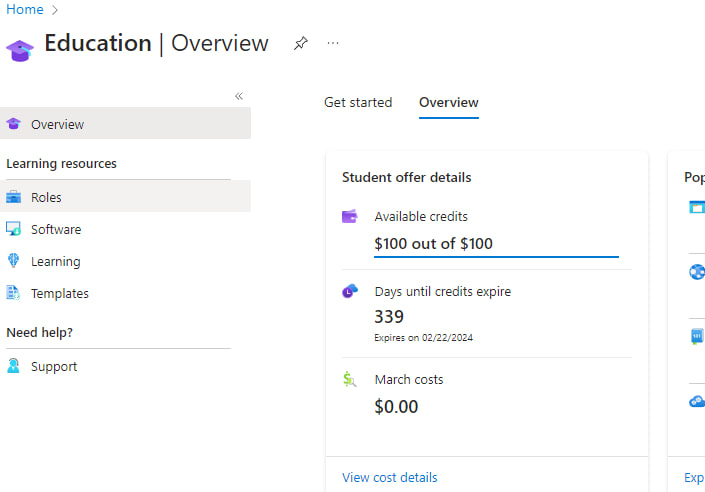 Home
Education | Overview
Overview
Learning resources
Roles
Software
Learning
Templates
Need help?
Support
Get started
Overview
Student offer details
Available credits
$100 out of $100
Days until credits expire
339
Expires on 02/22/2024
March costs
$0.00
View cost details
Pop
Exp